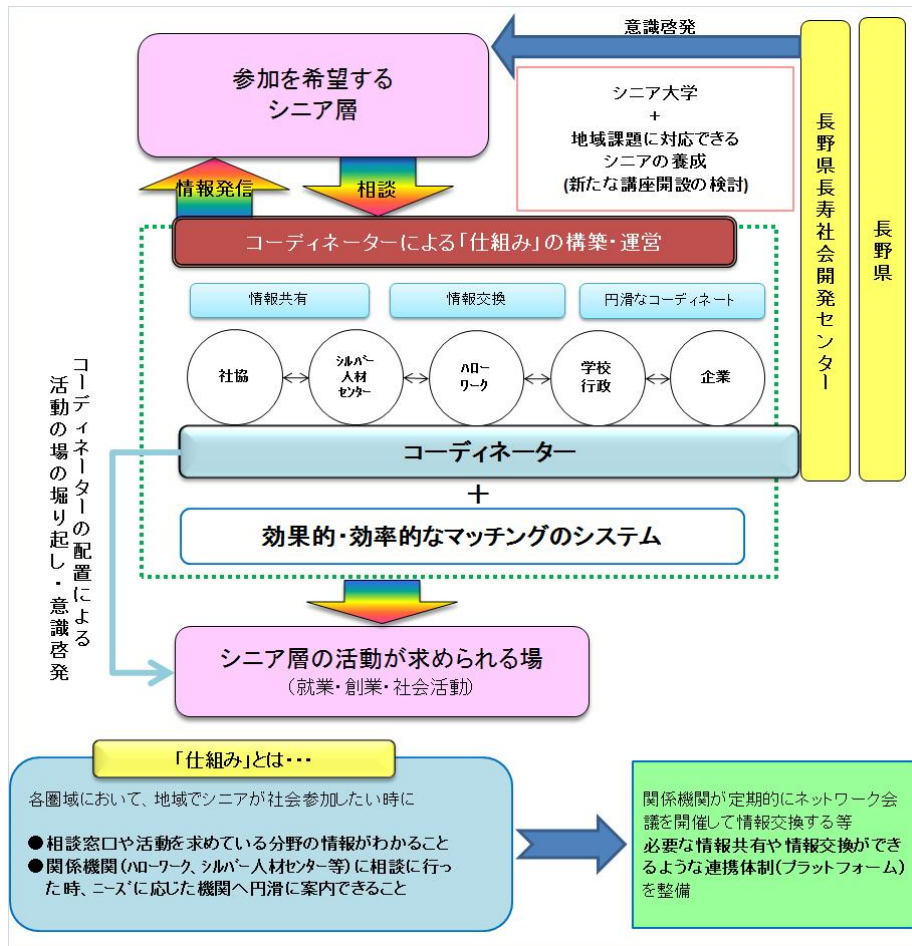 意識啓発
参加を希望する
シニア層
シニア大学
+
地域課題に対応できる
シニアの養成
(新たな講座開設の検討)
長野県長寿社会開発センター
長野県
情報発信
相談
コーディネーターによる「仕組み」の構築・運営
情報共有
情報交換
円滑なコーディネート
社協
シルバー
人材
センター
ハロー
ワーク
学校
行政
企業
コーディネーター
+
効果的・効率的なマッチングのシステム
コーディネーターの配置による
活動の場の堀り起し・意識啓発
シニア層の活動が求められる場
(就業・創業・社会活動)
「仕組み」とは・・・
各圏域において、地域でシニアが社会参加したい時に
●相談窓口や活動を求めている分野の情報がわかること
●関係機関(ハローワーク、シルバー人材センター等)に相談に行っ
た時、ニーズに応じた機関へ円滑に案内できること
関係機関が定期的にネットワーク会
議を開催して情報交換する等
必要な情報共有や情報交換ができ
るような連携体制(プラットフォーム)
を整備